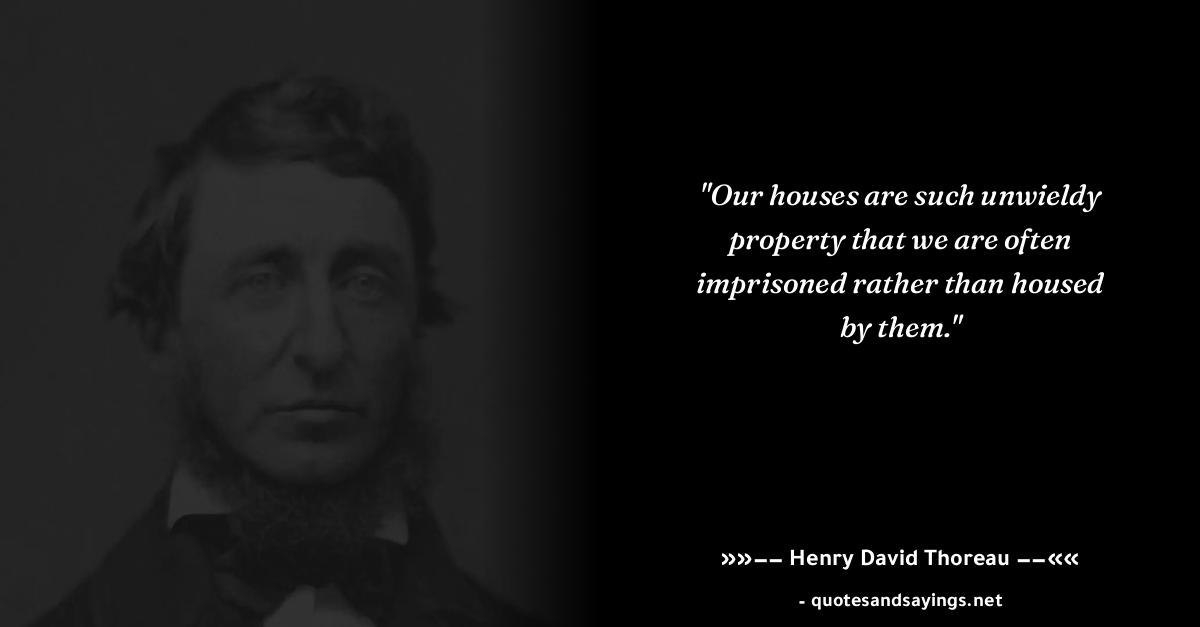 "Our houses are such unwieldy
property that we are often
imprisoned rather than housed
by them."
»»−− Henry David Thoreau −−««
- quotesandsayings.net